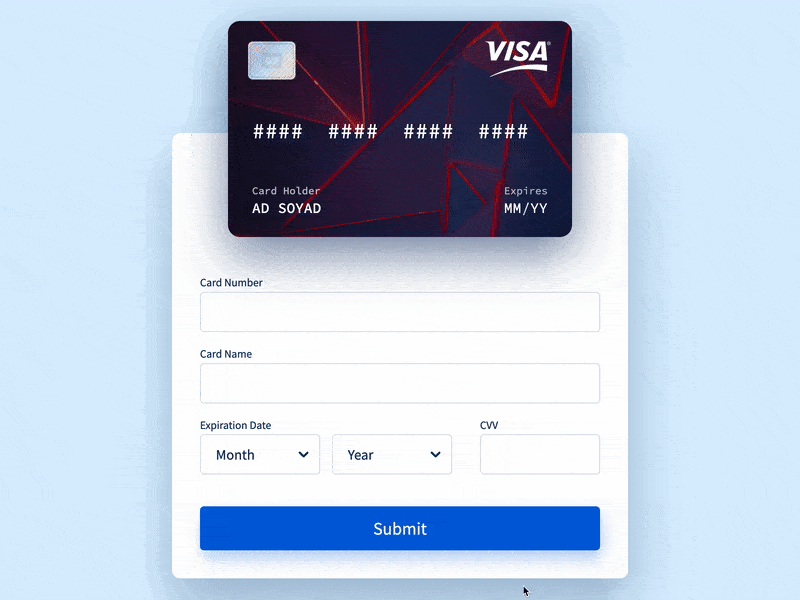 VISA
#### #### #### ####
Card Holder
Expires
AD SOYAD
MM/YY
Card Number
Card Name
Expiration Date
CVV
Month
Year
Submit